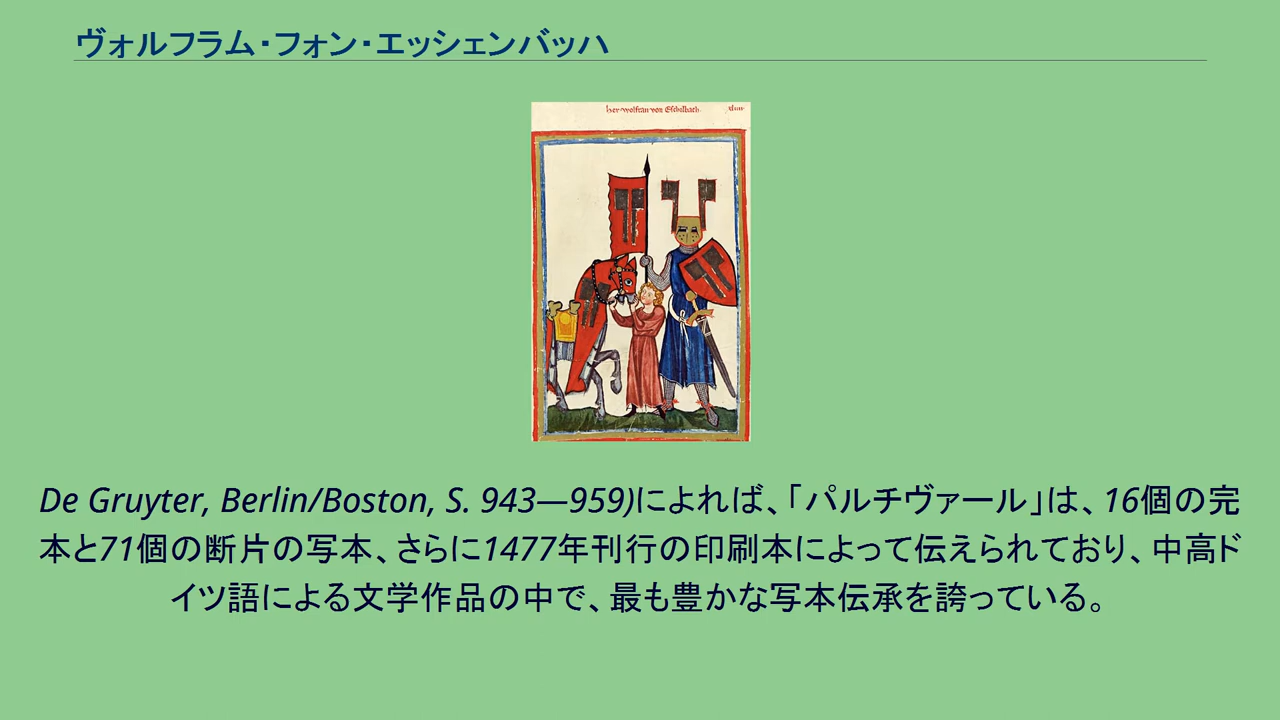 ヴォルフラム・フォン・エッシェンバッハ
her wolfran von Eschilbach.
De Gruyter, Berlin/Boston, S. 943—959)によれば、「パルチヴァール」は、16個の完
本と71個の断片の写本、さらに1477年刊行の印刷本によって伝えられており、中高ド
イツ語による文学作品の中で、最も豊かな写本伝承を誇っている。